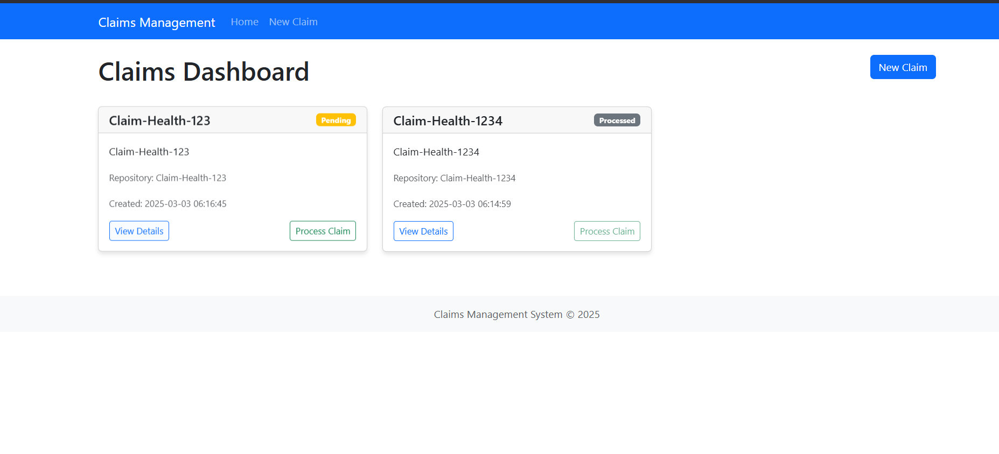 Claims Management Home New Claim
Claims Dashboard
New Claim
Claim-Health-123 Pending
Claim-Health-123
Repository: Claim-Health-123
Created: 2025-03-03 06:16:45
View Details Process Claim
Claim-Health-1234 Processed
Claim-Health-1234
Repository: Claim-Health-1234
Created: 2025-03-03 06:14:59
View Details Process Claim
Claims Management System © 2025